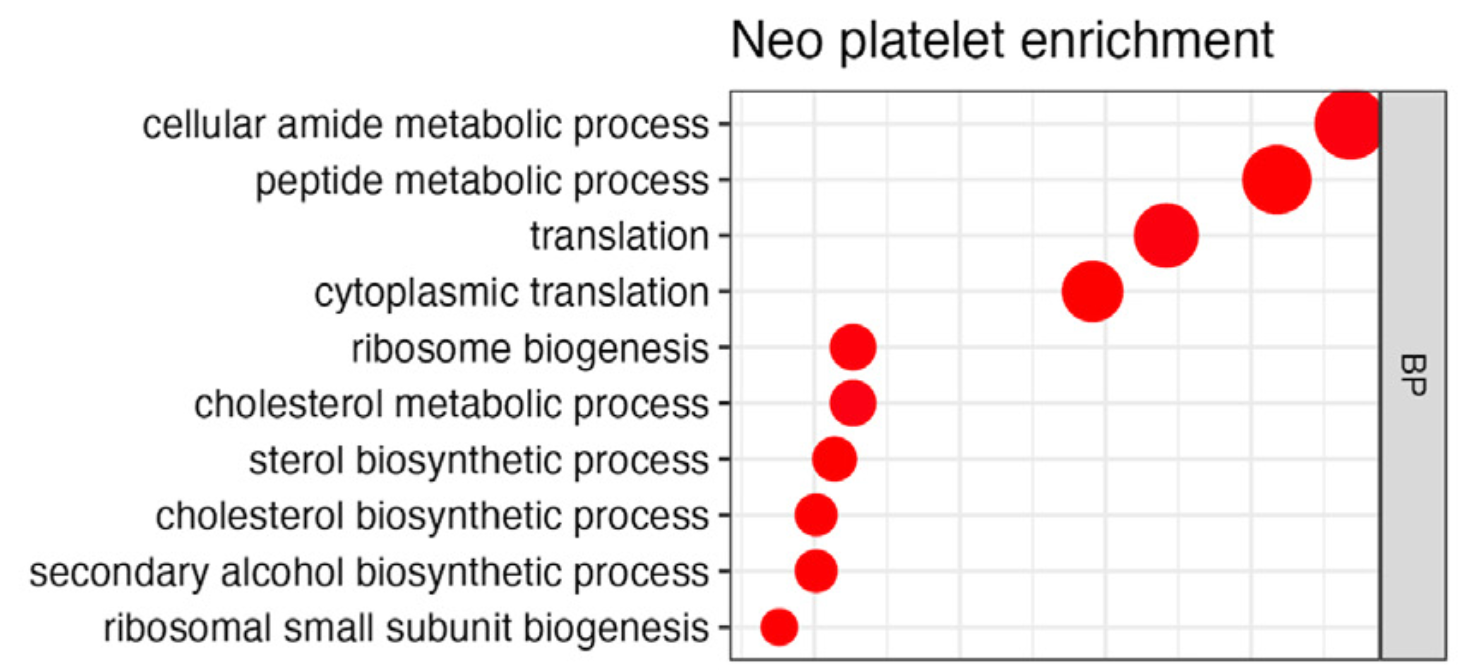 Neo platelet enrichment
cellular amide metabolic process
peptide metabolic process
translation
cytoplasmic translation
ribosome biogenesis
cholesterol metabolic process
sterol biosynthetic process
cholesterol biosynthetic process
secondary alcohol biosynthetic process
ribosomal small subunit biogenesis
BP